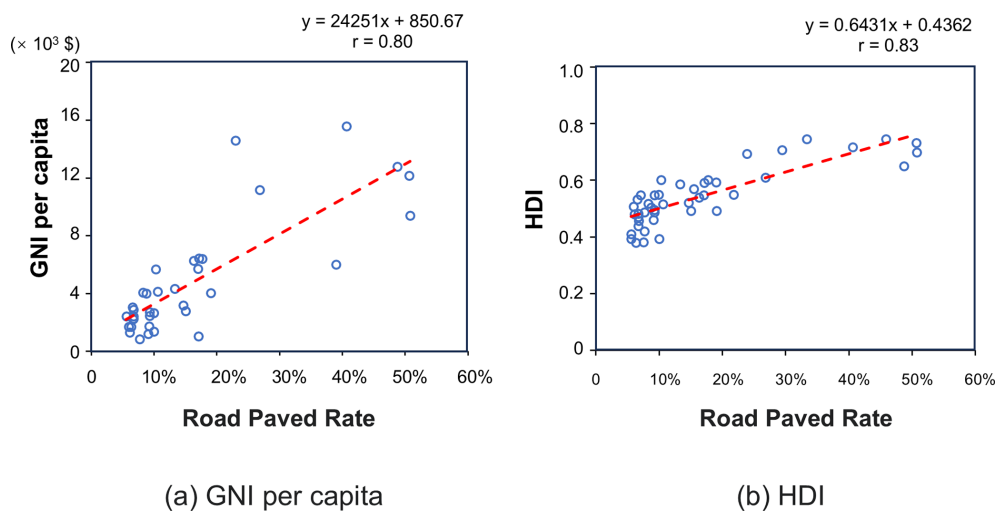 y = 24251x + 850.67
r = 0.80
(× 10³ $)
20
16
12
8
4
0
GNI per capita
0 10% 20% 30% 40% 50% 60%
Road Paved Rate
(a) GNI per capita
y = 0.6431x + 0.4362
r = 0.83
1.0
0.8
0.6
0.4
0.2
0
HDI
0 10% 20% 30% 40% 50% 60%
Road Paved Rate
(b) HDI